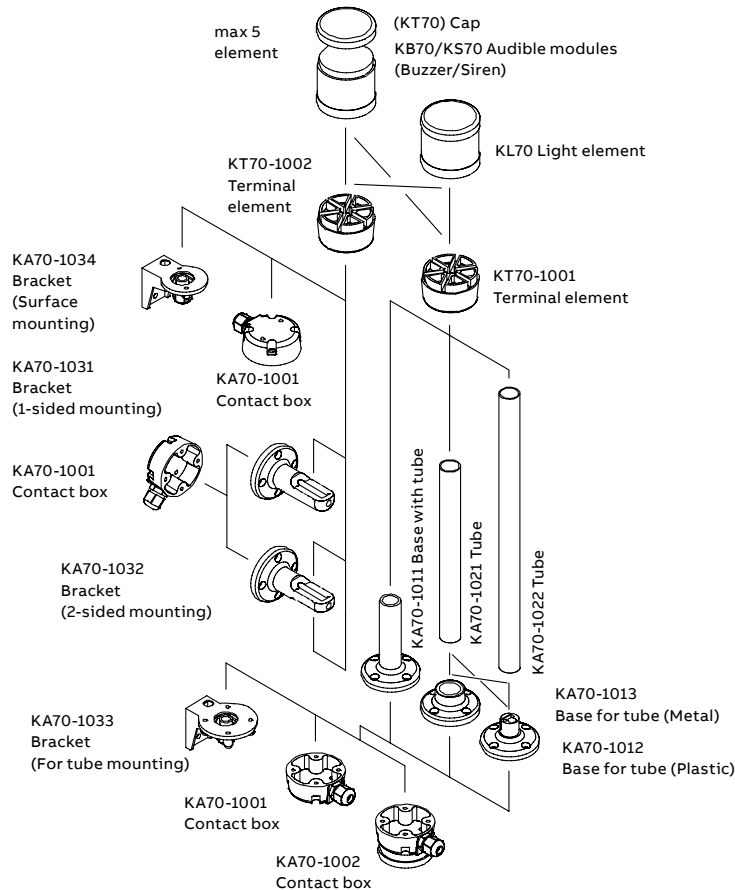 max 5
element
(KT70) Cap
KB70/KS70 Audible modules
(Buzzer/Siren)
KL70 Light element
KT70-1002
Terminal
element
KT70-1001
Terminal element
KA70-1034
Bracket
(Surface
mounting)
KA70-1001
Contact box
KA70-1031
Bracket
(1-sided mounting)
KA70-1001
Contact box
KA70-1032
Bracket
(2-sided mounting)
KA70-1011 Base with tube
KA70-1021 Tube
KA70-1022 Tube
KA70-1013
Base for tube (Metal)
KA70-1012
Base for tube (Plastic)
KA70-1033
Bracket
(For tube mounting)
KA70-1001
Contact box
KA70-1002
Contact box